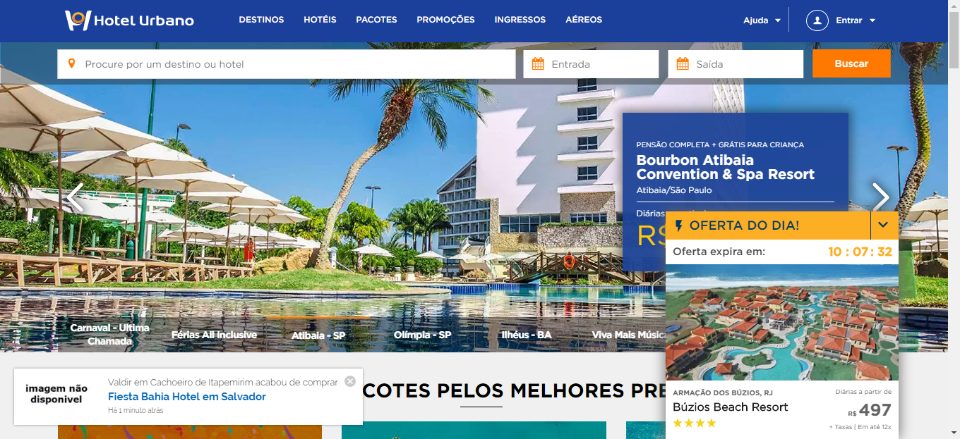 Hotel Urbano
DESTINOS HOTÉIS PACOTES PROMOÇÕES INGRESSOS AÉREOS
Ajuda
Entrar
Procure por um destino ou hotel
Entrada
Saída
Buscar
PENSÃO COMPLETA + GRÁTIS PARA CRIANÇA
Bourbon Atibaia
Convention & Spa Resort
Atibaia/São Paulo
Diárias
R$
OFERTA DO DIA!
Oferta expira em: 10 : 07 : 32
Carnaval - Ultima
Chamada
Férias All Inclusive
Atibaia - SP
Olímpia - SP
Ilhéus - BA
Viva Mais Músic
imagem não
disponivel
Valdir em Cachoeiro de Itapemirim acabou de comprar
Fiesta Bahia Hotel em Salvador
Há 1 minuto atrás
COTES PELOS MELHORES PRE
ARMAÇÃO DOS BÚZIOS, RJ
Búzios Beach Resort
Diárias a partir de
R$ 497
+ Taxas | Em até 12x